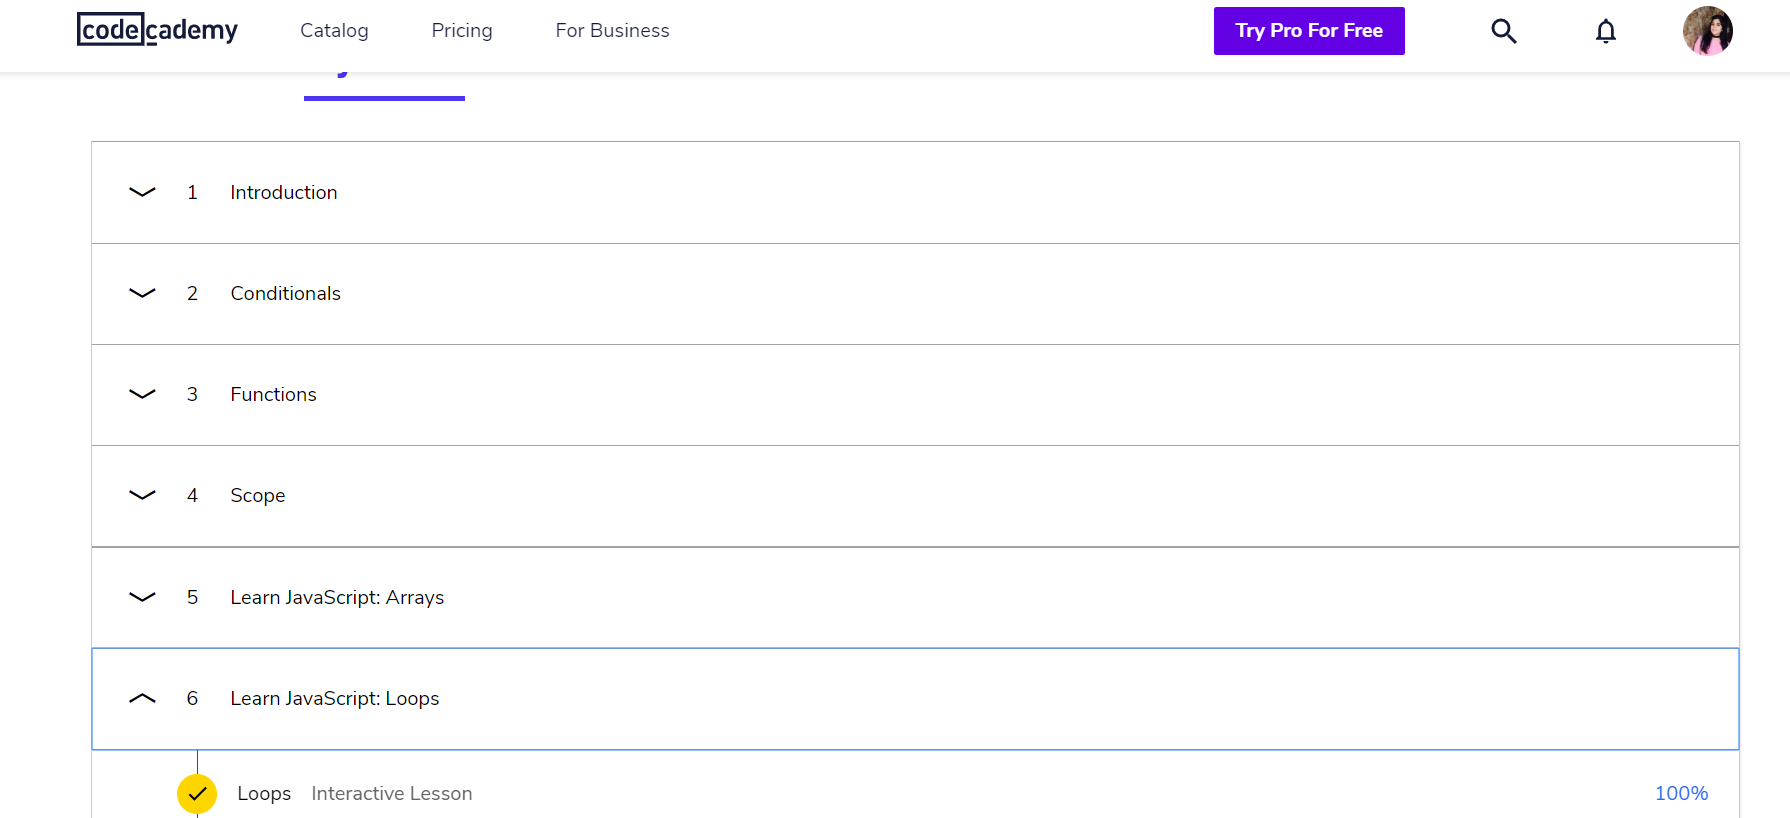 codecademy Catalog Pricing For Business Try Pro For Free
1 Introduction
2 Conditionals
3 Functions
4 Scope
5 Learn JavaScript: Arrays
6 Learn JavaScript: Loops
Loops Interactive Lesson 100%